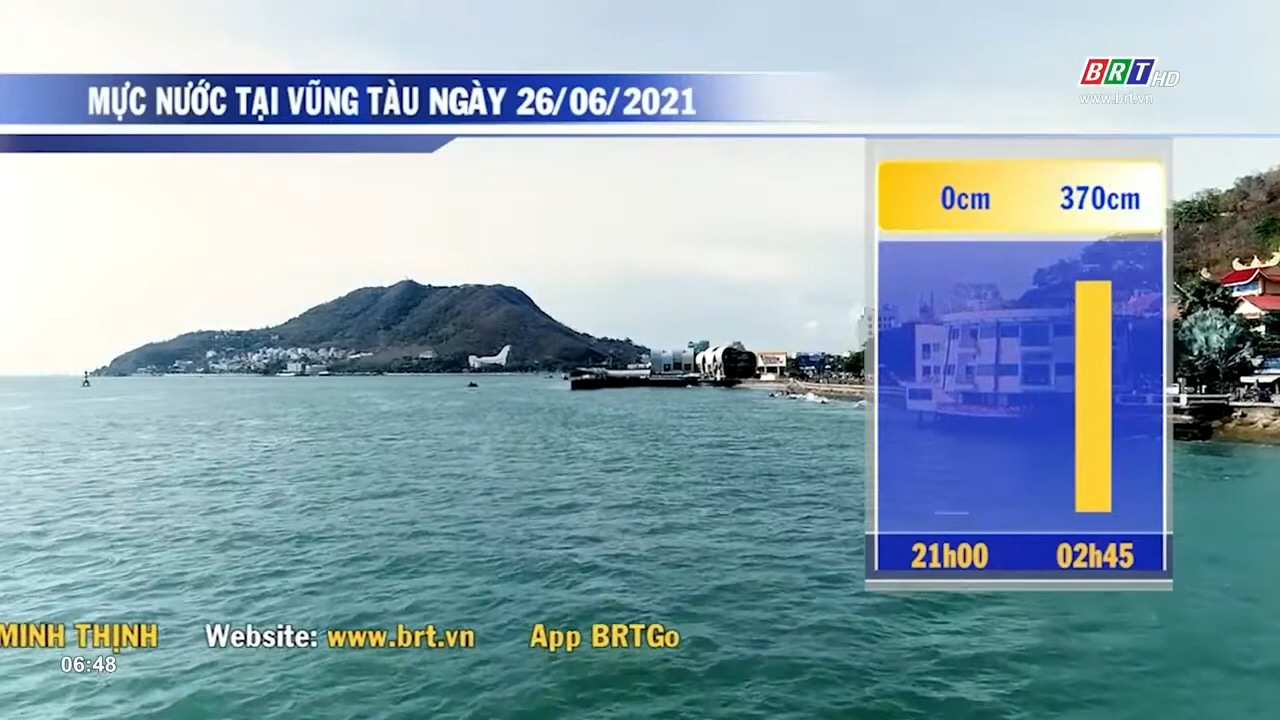 BRT HD
www.brt.vn
MỰC NƯỚC TẠI VŨNG TÀU NGÀY 26/06/2021
0cm 370cm
21h00 02h45
MINH THỊNH Website: www.brt.vn App BRTGo
06:48